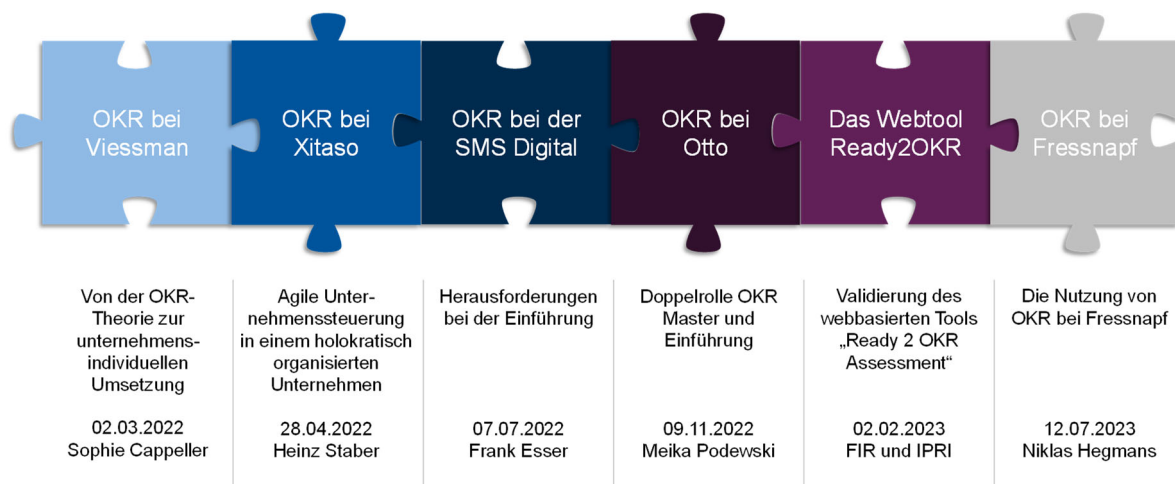 OKR bei
Viessman
OKR bei
Xitaso
OKR bei der
SMS Digital
OKR bei
Otto
Das Webtool
Ready2OKR
OKR bei
Fressnapf
Von der OKR-
Theorie zur
unternehmens-
individuellen
Umsetzung
02.03.2022
Sophie Cappeller
Agile Unter-
nehmenssteuerung
in einem holokratisch
organisierten
Unternehmen
28.04.2022
Heinz Staber
Herausforderungen
bei der Einführung
07.07.2022
Frank Esser
Doppelrolle OKR
Master und
Einführung
09.11.2022
Meika Podewski
Validierung des
webbasierten Tools
„Ready 2 OKR
Assessment“
02.02.2023
FIR und IPRI
Die Nutzung von
OKR bei Fressnapf
12.07.2023
Niklas Hegmans